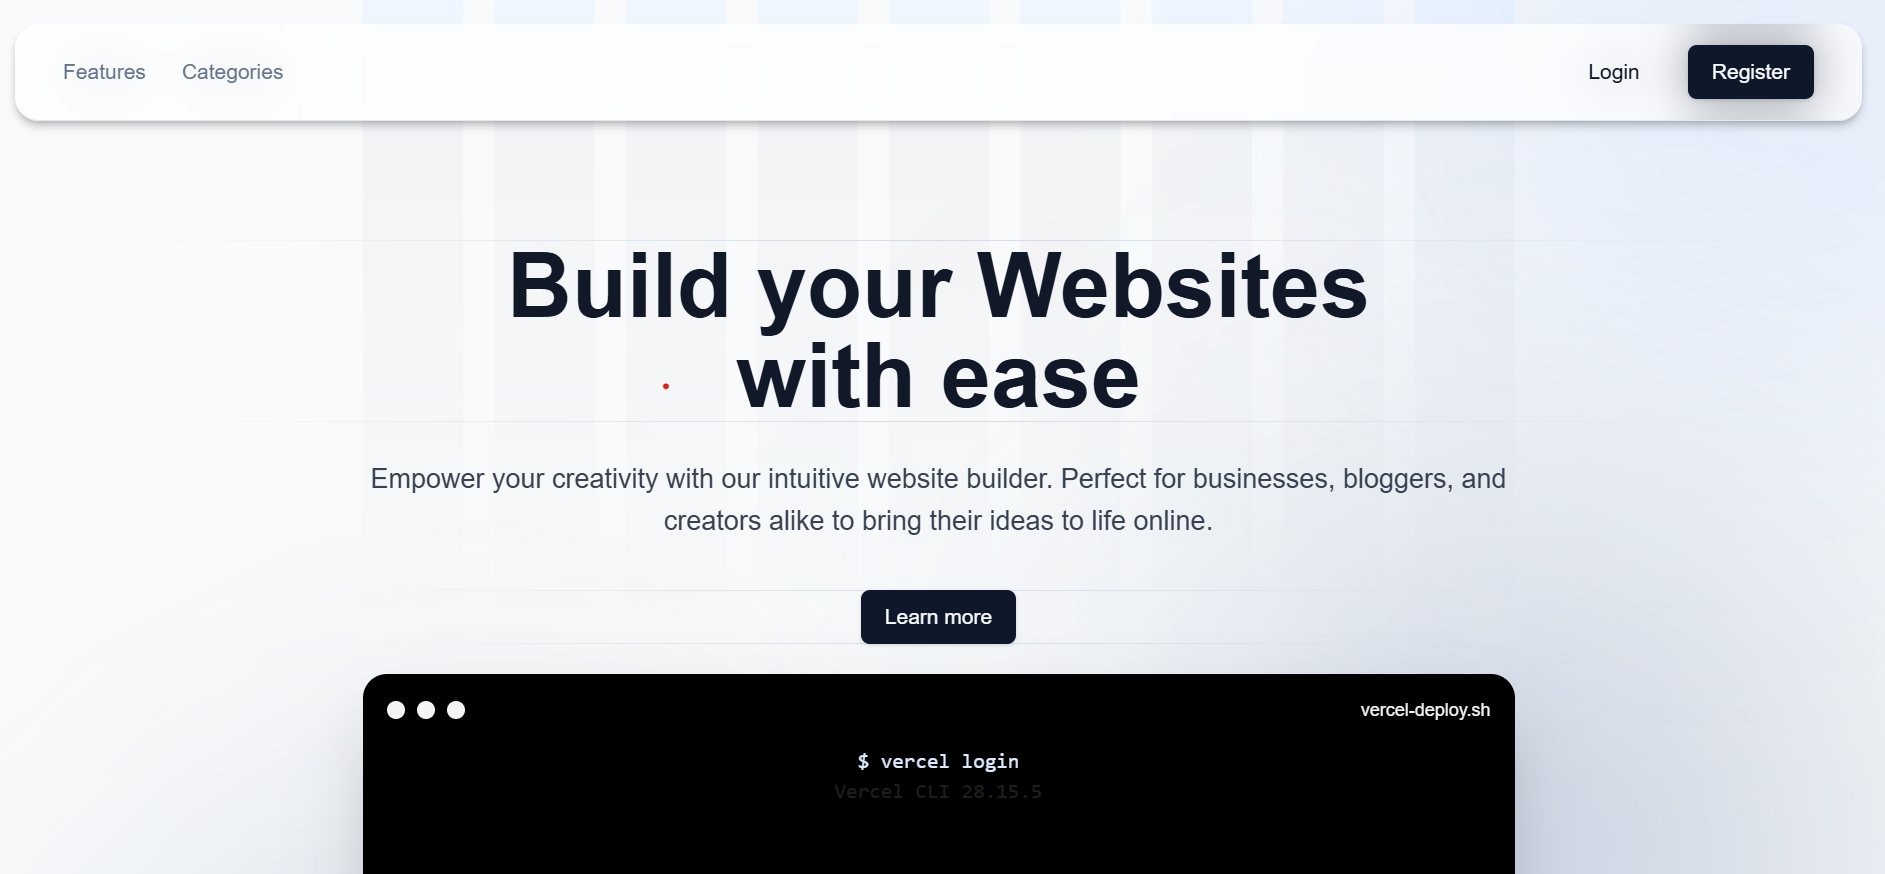 Features Categories Login Register
Build your Websites
with ease
Empower your creativity with our intuitive website builder. Perfect for businesses, bloggers, and
creators alike to bring their ideas to life online.
Learn more
vercel-deploy.sh
$ vercel login
Vercel CLI 28.15.5